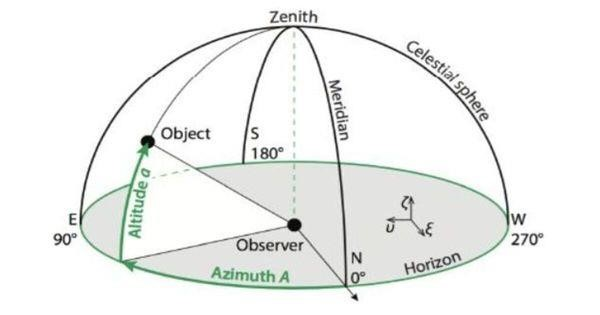 Zenith
Celestial sphere
Meridian
Object
S
180°
Altitude a
E
90°
Observer
ζ
υ
ξ
W
270°
N
0°
Azimuth A
Horizon